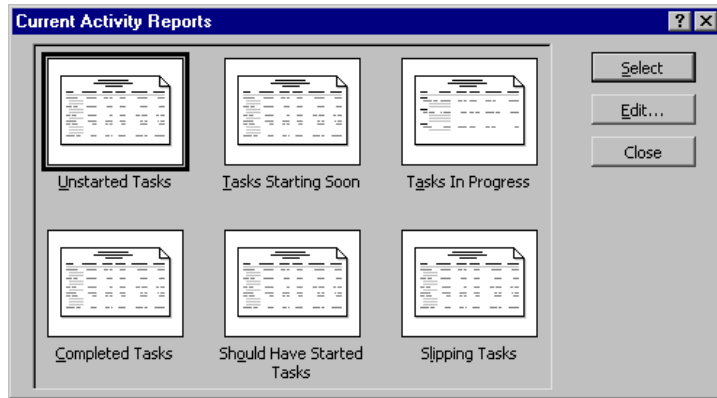 Current Activity Reports
Select
Edit...
Close
Unstarted Tasks
Tasks Starting Soon
Tasks In Progress
Completed Tasks
Should Have Started
Tasks
Slipping Tasks